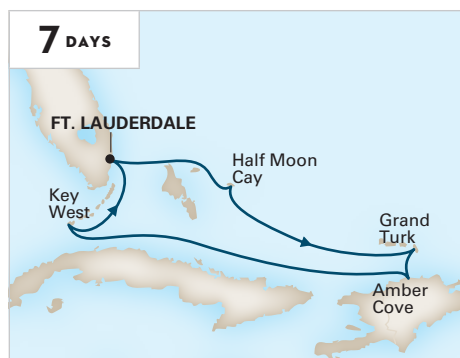 7 DAYS
FT. LAUDERDALE
Half Moon
Cay
Key
West
Grand
Turk
Amber
Cove